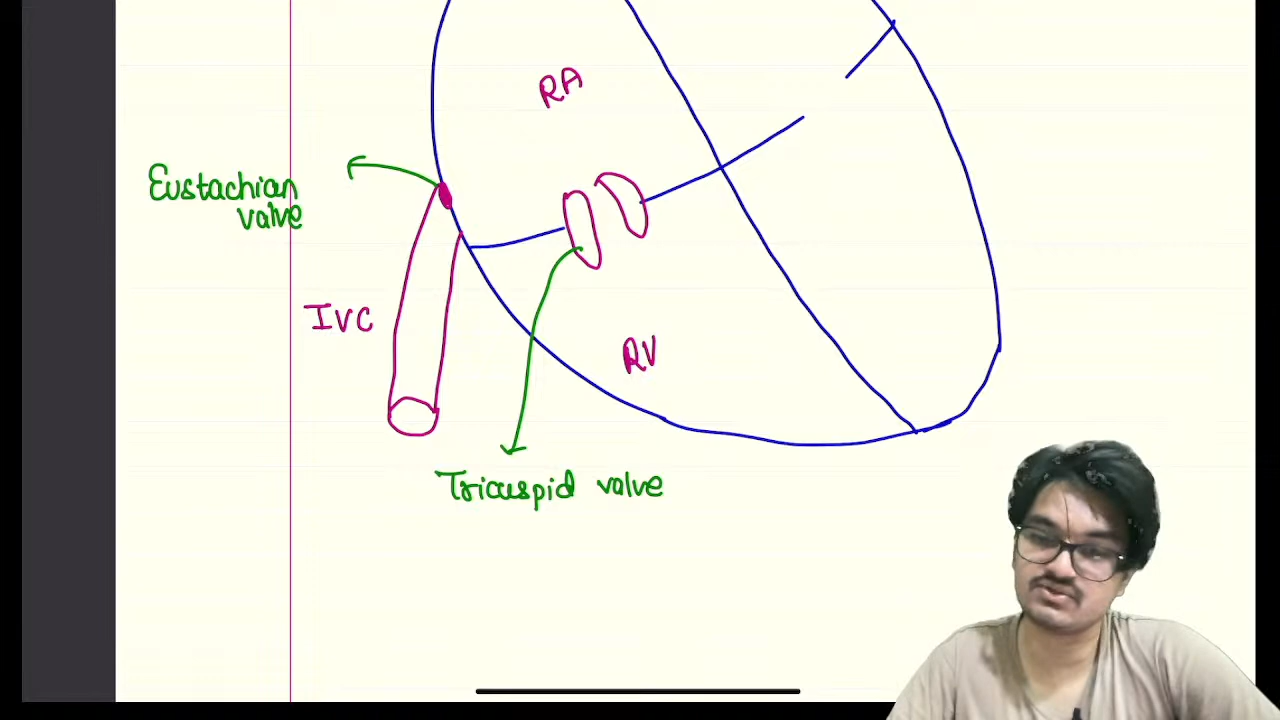 RA
Eustachian
valve
IVC
RV
Tricuspid valve